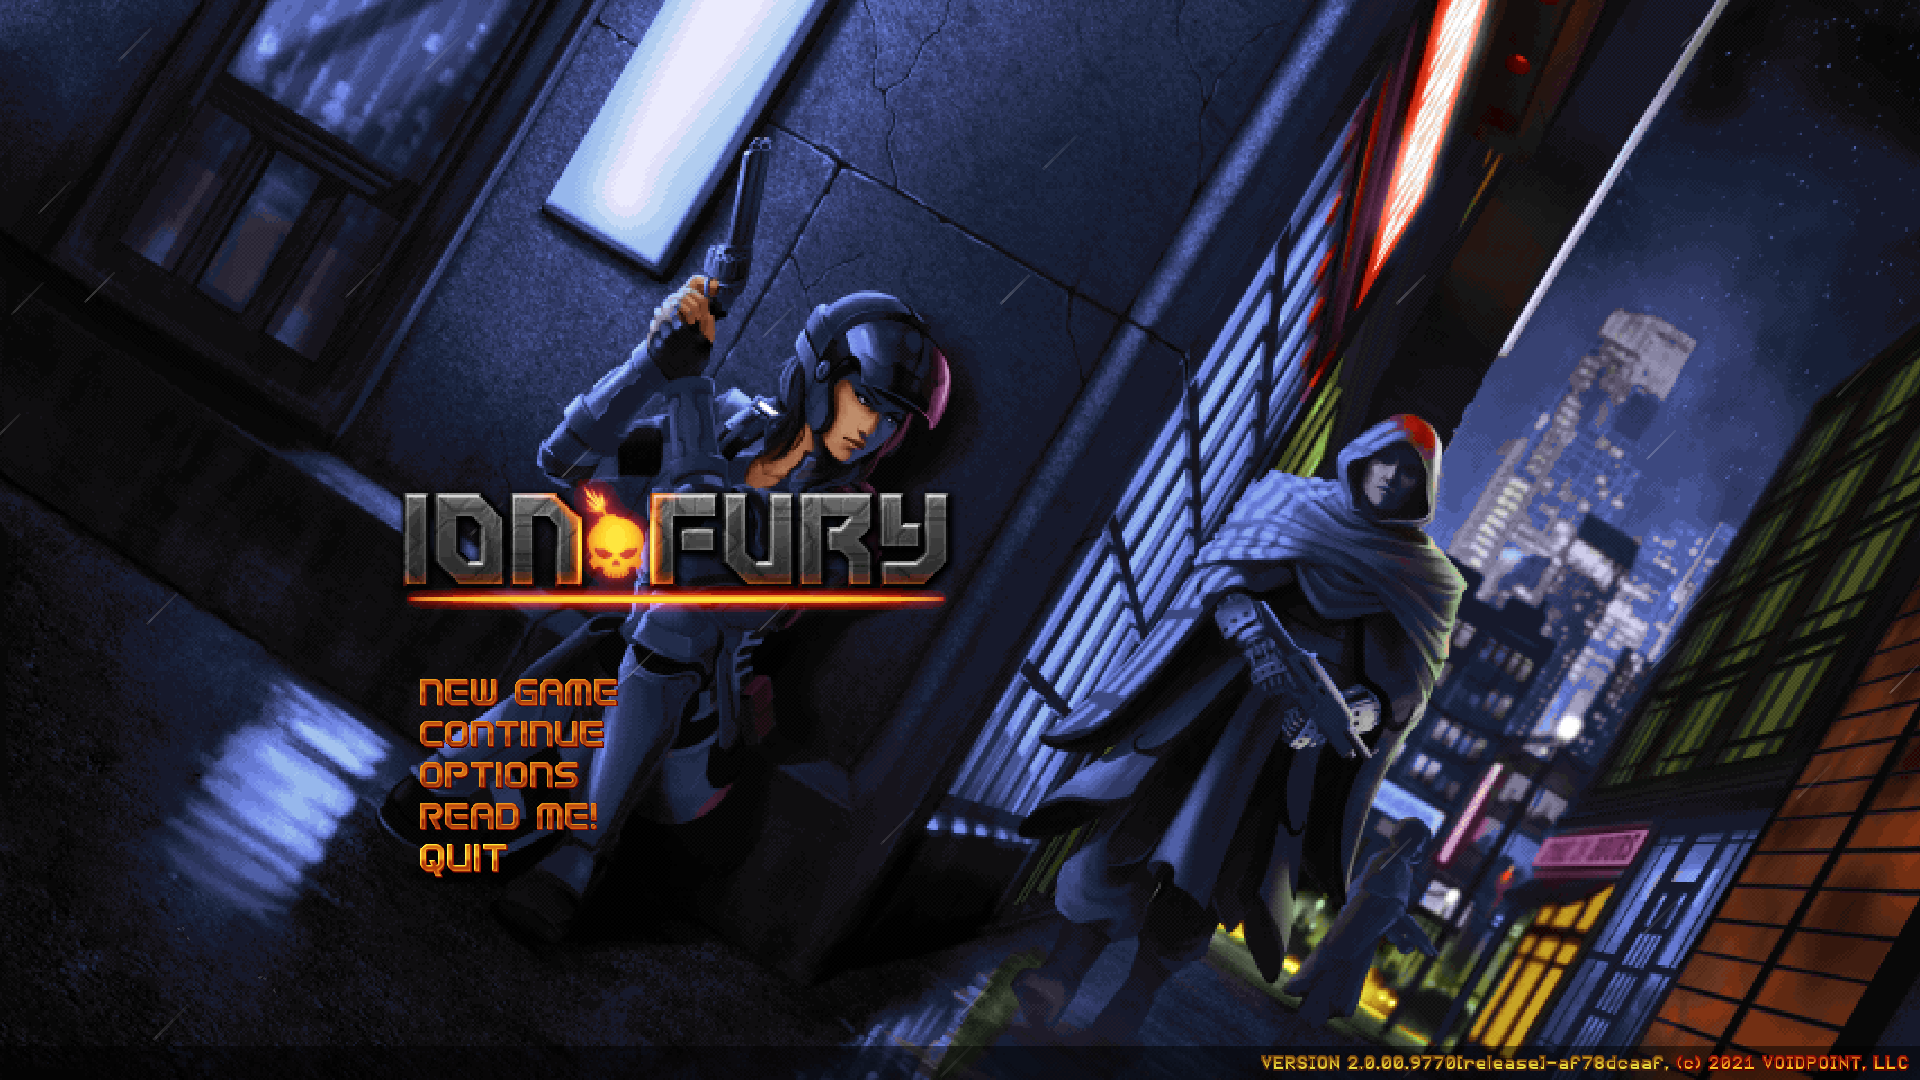 ION FURY
NEW GAME
CONTINUE
OPTIONS
READ ME!
QUIT
VERSION 2.0.00.9770[release]-af78dcaaf, (c) 2021 VOIDPOINT, LLC